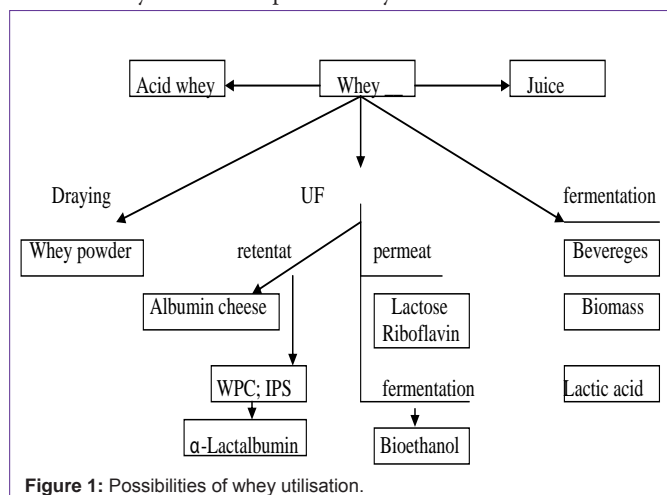 Acid whey Whey __ Juice
Draying UF fermentation
Whey powder retentat permeat Bevereges
Albumin cheese Lactose Biomass
Riboflavin
WPC; IPS fermentation Lactic acid
α-Lactalbumin Bioethanol
Figure 1: Possibilities of whey utilisation.